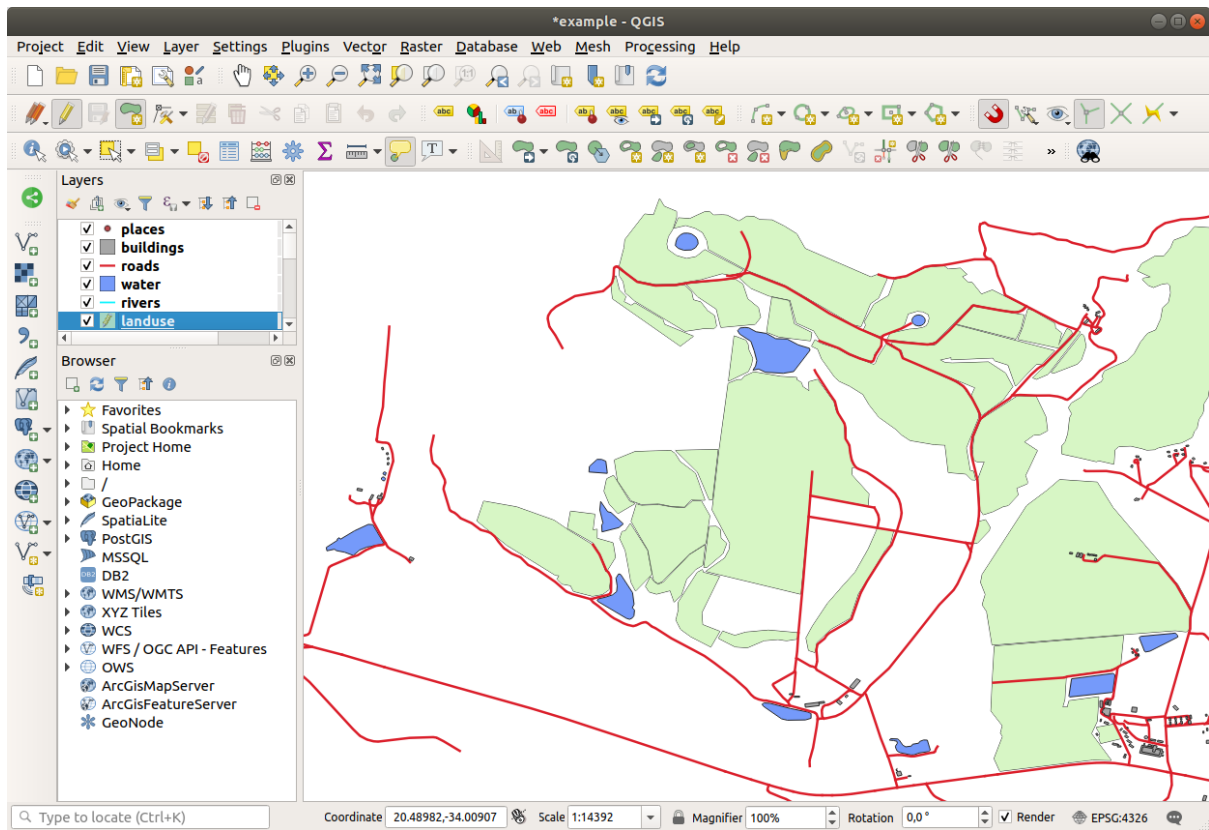 *example - QGIS
Project Edit View Layer Settings Plugins Vector Raster Database Web Mesh Processing Help
Layers
places
buildings
roads
water
rivers
landuse
Browser
Favorites
Spatial Bookmarks
Project Home
Home
/
GeoPackage
SpatiaLite
PostGIS
MSSQL
DB2
WMS/WMTS
XYZ Tiles
WCS
WFS / OGC API - Features
OWS
ArcGisMapServer
ArcGisFeatureServer
GeoNode
Type to locate (Ctrl+K) Coordinate 20.48982,-34.00907 Scale 1:14392 Magnifier 100% Rotation 0,0 ° Render EPSG:4326